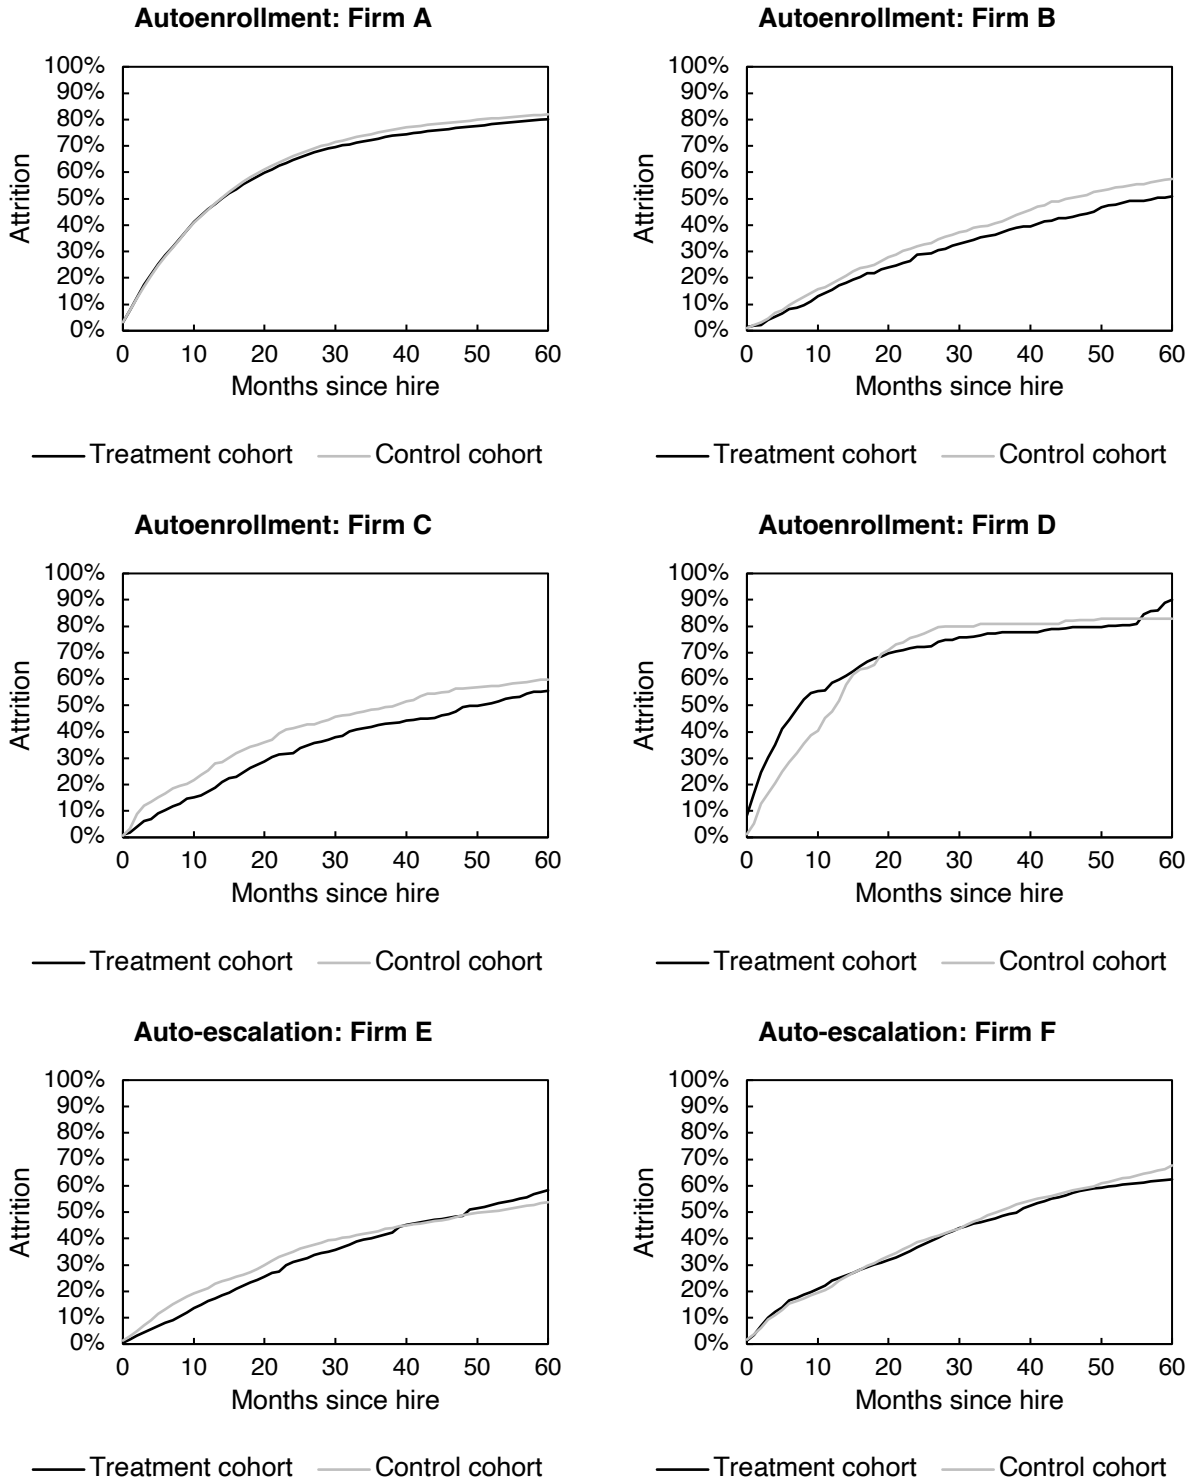 Autoenrollment: Firm A
100%
90%
80%
70%
60%
50%
40%
30%
20%
10%
0%
Attrition
0 10 20 30 40 50 60
Months since hire
Treatment cohort Control cohort
Autoenrollment: Firm B
100%
90%
80%
70%
60%
50%
40%
30%
20%
10%
0%
Attrition
0 10 20 30 40 50 60
Months since hire
Treatment cohort Control cohort
Autoenrollment: Firm C
100%
90%
80%
70%
60%
50%
40%
30%
20%
10%
0%
Attrition
0 10 20 30 40 50 60
Months since hire
Treatment cohort Control cohort
Autoenrollment: Firm D
100%
90%
80%
70%
60%
50%
40%
30%
20%
10%
0%
Attrition
0 10 20 30 40 50 60
Months since hire
Treatment cohort Control cohort
Auto-escalation: Firm E
100%
90%
80%
70%
60%
50%
40%
30%
20%
10%
0%
Attrition
0 10 20 30 40 50 60
Months since hire
Treatment cohort Control cohort
Auto-escalation: Firm F
100%
90%
80%
70%
60%
50%
40%
30%
20%
10%
0%
Attrition
0 10 20 30 40 50 60
Months since hire
Treatment cohort Control cohort